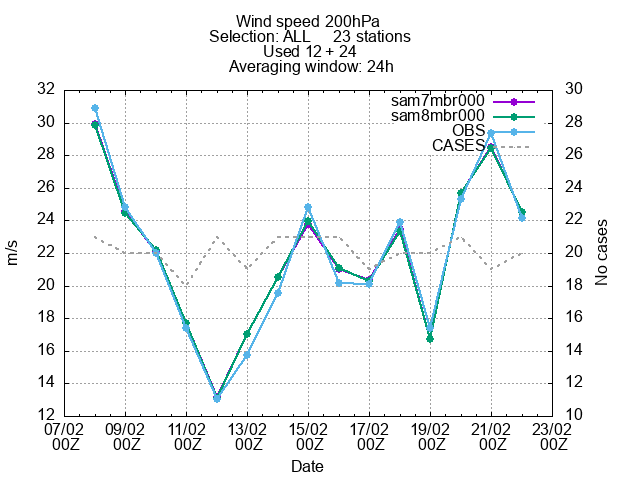 Wind speed 200hPa
Selection: ALL 23 stations
Used 12 + 24
Averaging window: 24h
sam7mbr000
sam8mbr000
OBS
CASES
32
30
28
26
24
22
20
18
16
14
12
m/s
30
28
26
24
22
20
18
16
14
12
10
No cases
07/02 09/02 11/02 13/02 15/02 17/02 19/02 21/02 23/02
00Z 00Z 00Z 00Z 00Z 00Z 00Z 00Z 00Z
Date